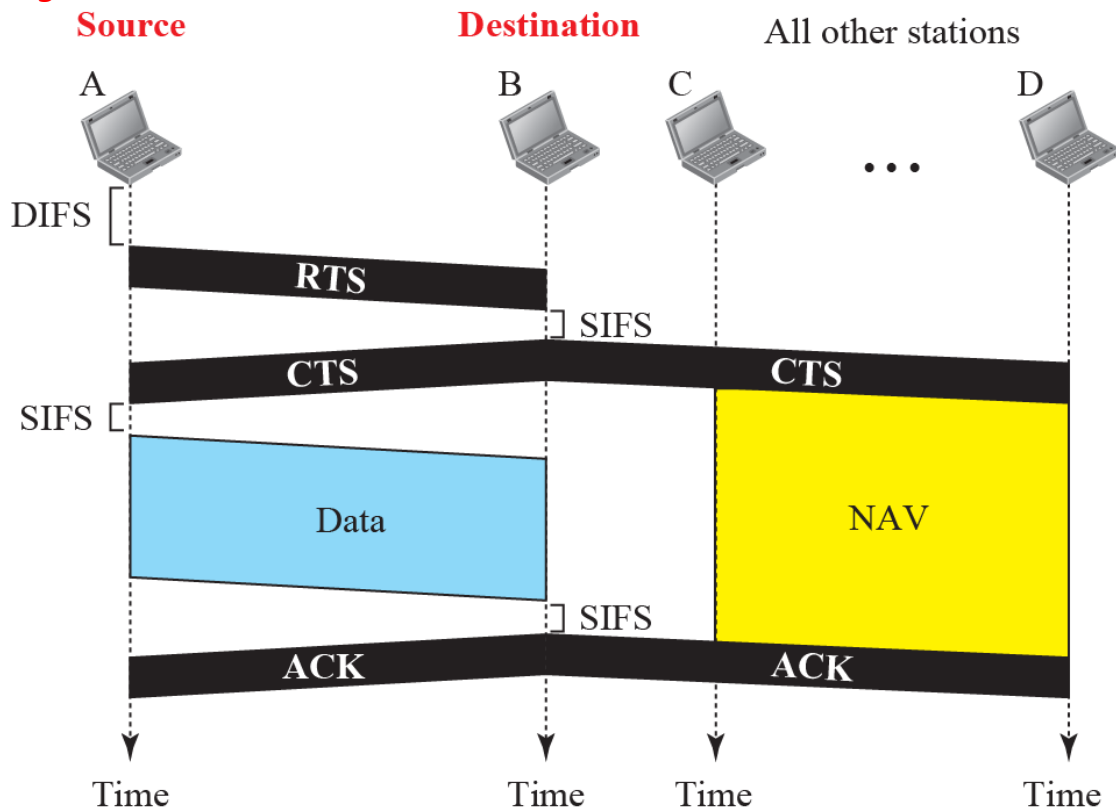 Source Destination All other stations
A B C D
DIFS
RTS
SIFS
CTS CTS
SIFS
Data NAV
SIFS
ACK ACK
Time Time Time Time